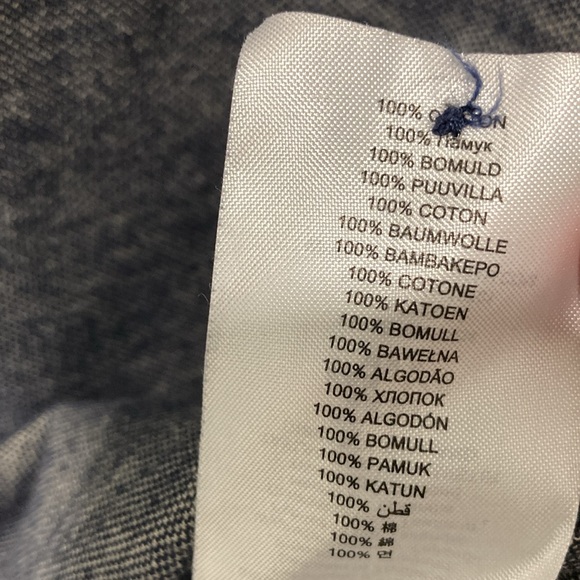 100% COTTON
100% Памук
100% BOMULD
100% PUUVILLA
100% COTON
100% BAUMWOLLE
100% BAMBAKEPO
100% COTONE
100% KATOEN
100% BOMULL
100% BAWEŁNA
100% ALGODÃO
100% ХЛОПОК
100% ALGODÓN
100% BOMULL
100% PAMUK
100% KATUN
100% قطن
100% 棉
100% 綿
100% 면